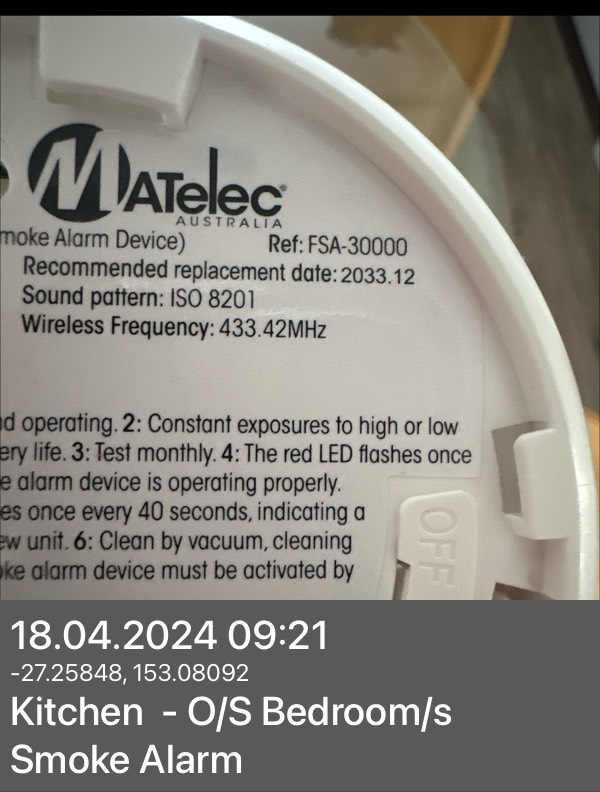 MATelec
AUSTRALIA
moke Alarm Device) Ref: FSA-30000
Recommended replacement date: 2033.12
Sound pattern: ISO 8201
Wireless Frequency: 433.42MHz
nd operating. 2: Constant exposures to high or low
ery life. 3: Test monthly. 4: The red LED flashes once
e alarm device is operating properly.
es once every 40 seconds, indicating a
ew unit. 6: Clean by vacuum, cleaning
oke alarm device must be activated by
OFF
18.04.2024 09:21
-27.25848, 153.08092
Kitchen - O/S Bedroom/s
Smoke Alarm